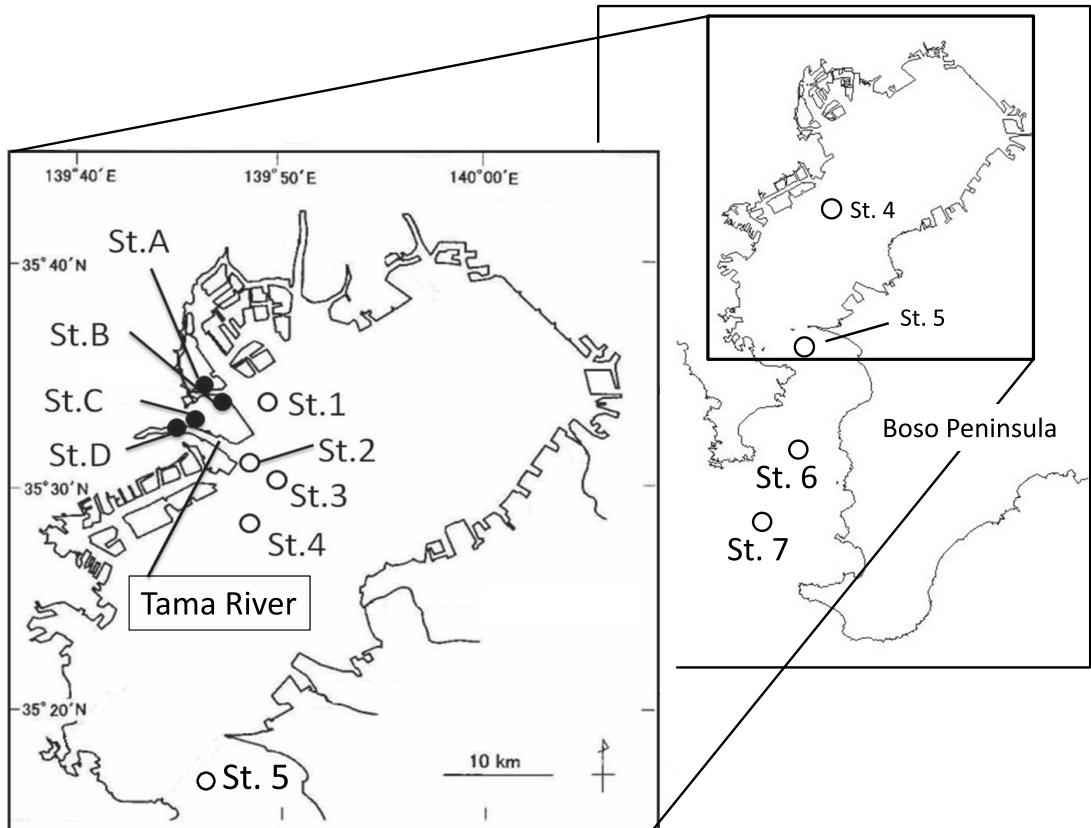 139°40´E
139°50´E
140°00´E
St.A
35°40´N
St.B
St.C
St.1
St.D
St.2
35°30´N
St.3
St.4
Tama River
35°20´N
10 km
St. 5
St. 4
St. 5
Boso Peninsula
St. 6
St. 7